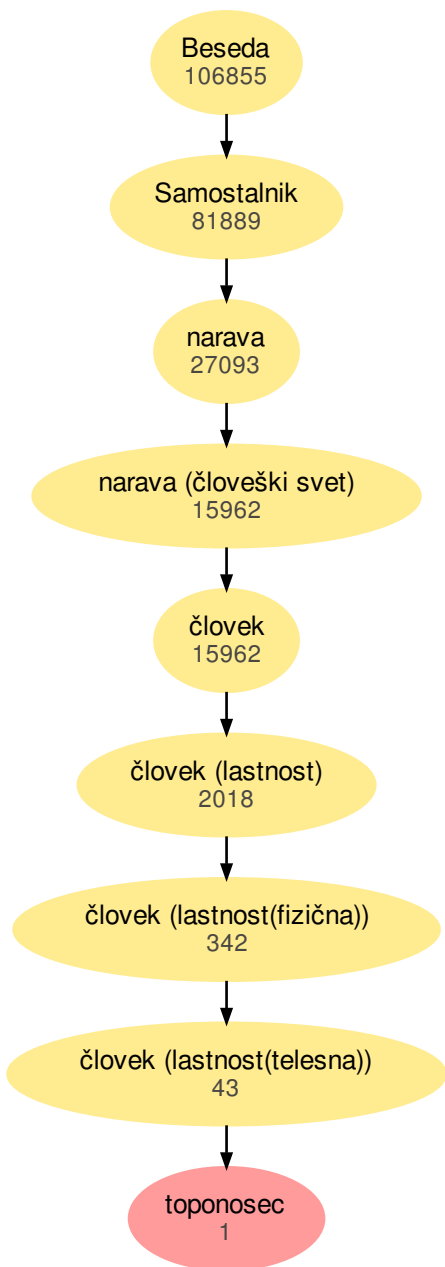 Beseda
106855
Samostalnik
81889
narava
27093
narava (človeški svet)
15962
človek
15962
človek (lastnost)
2018
človek (lastnost(fizična))
342
človek (lastnost(telesna))
43
toponosec
1